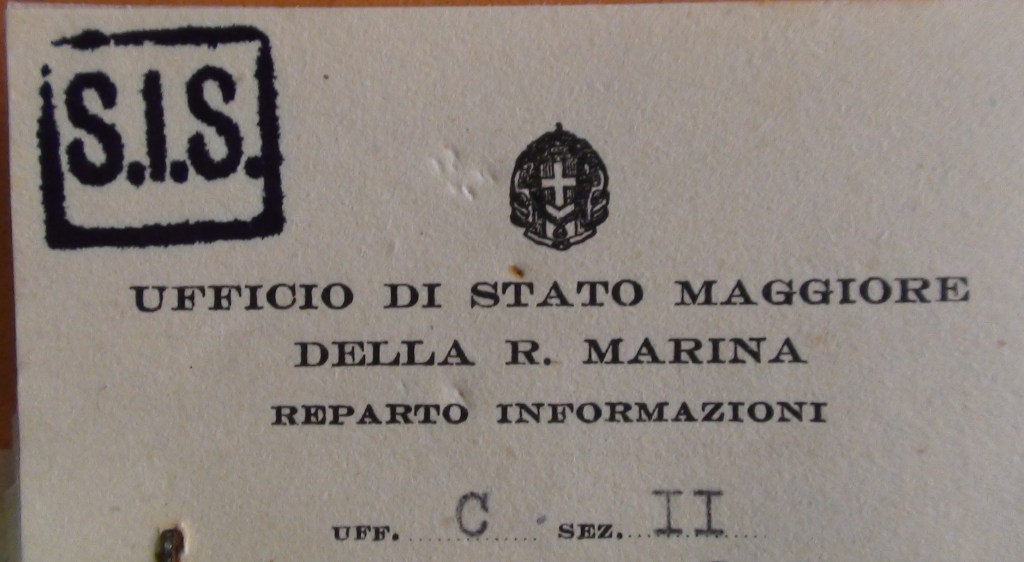 S.I.S.
UFFICIO DI STATO MAGGIORE
DELLA R. MARINA
REPARTO INFORMAZIONI
UFF. C SEZ. II